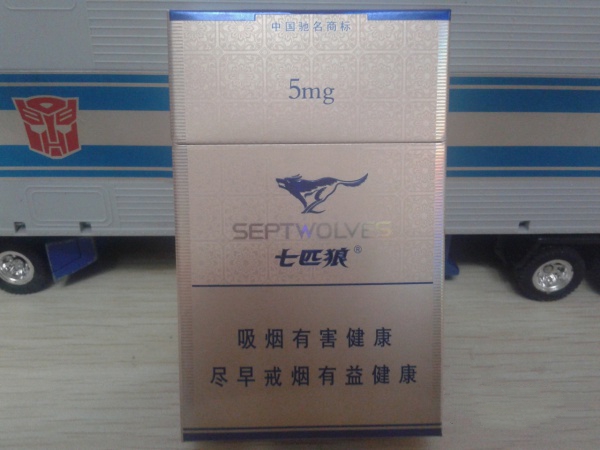 中国驰名商标
5mg
SEPTWOLVES
七匹狼®
吸烟有害健康
尽早戒烟有益健康